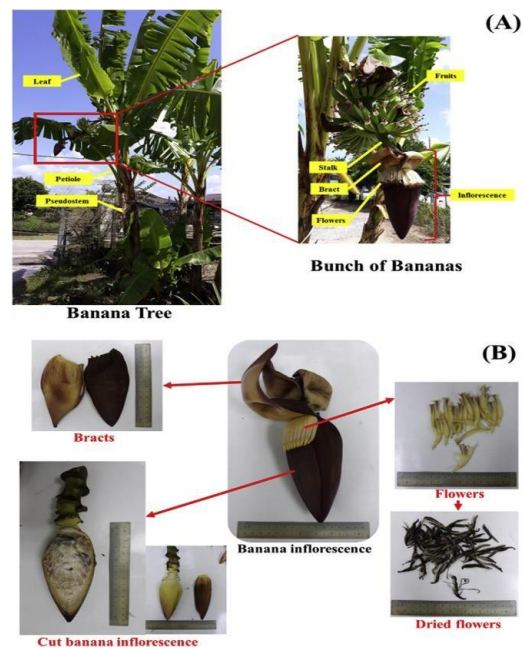 (A)
Leaf
Petiole
Pseudostem
Banana Tree
Fruits
Stalk
Bract
Flowers
Inflorescence
Bunch of Bananas
(B)
Bracts
Banana inflorescence
Flowers
Dried flowers
Cut banana inflorescence